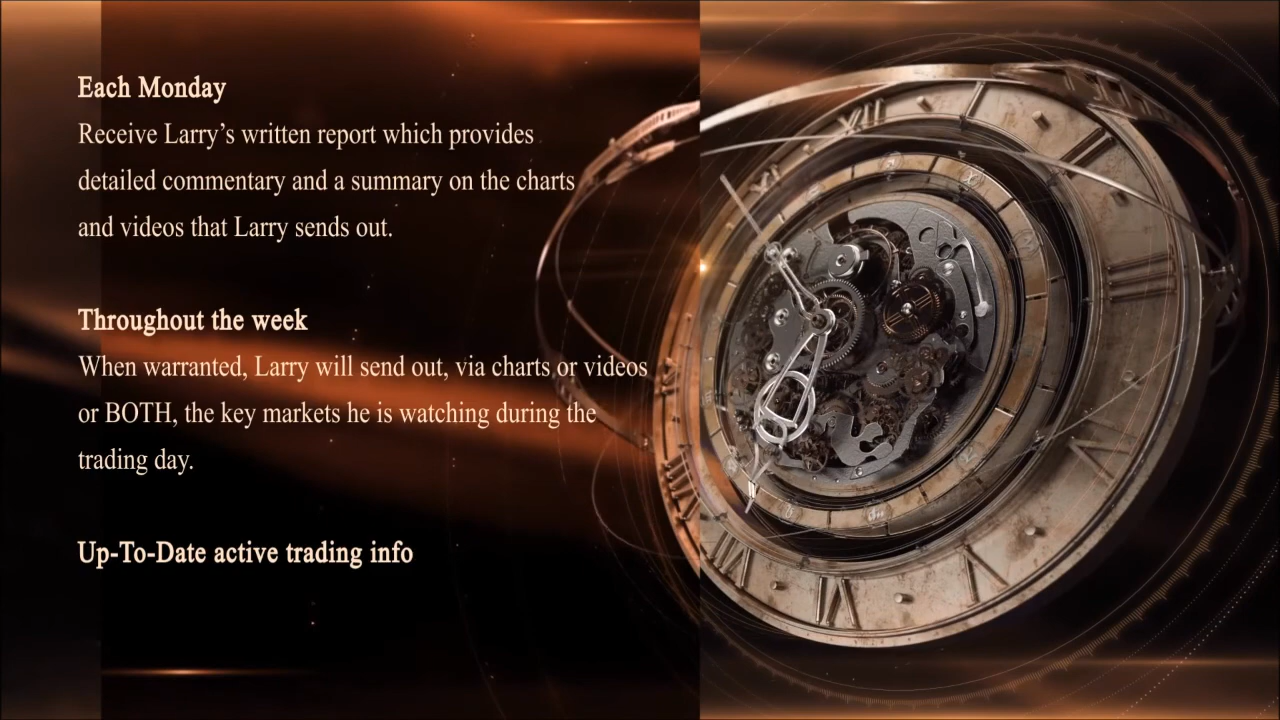 Each Monday
Receive Larry’s written report which provides
detailed commentary and a summary on the charts
and videos that Larry sends out.
Throughout the week
When warranted, Larry will send out, via charts or videos
or BOTH, the key markets he is watching during the
trading day.
Up-To-Date active trading info